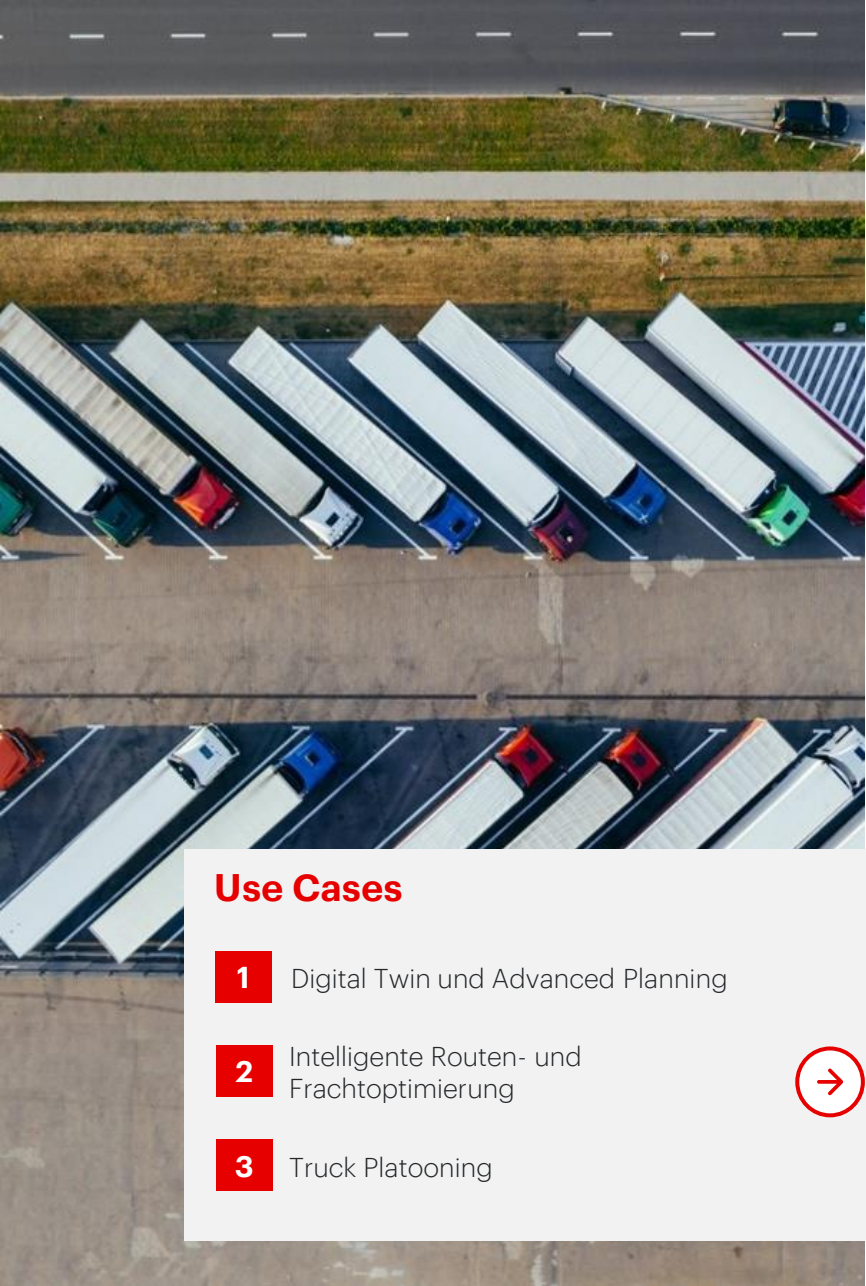 Use Cases
1 Digital Twin und Advanced Planning
2 Intelligente Routen- und
Frachtoptimierung
3 Truck Platooning